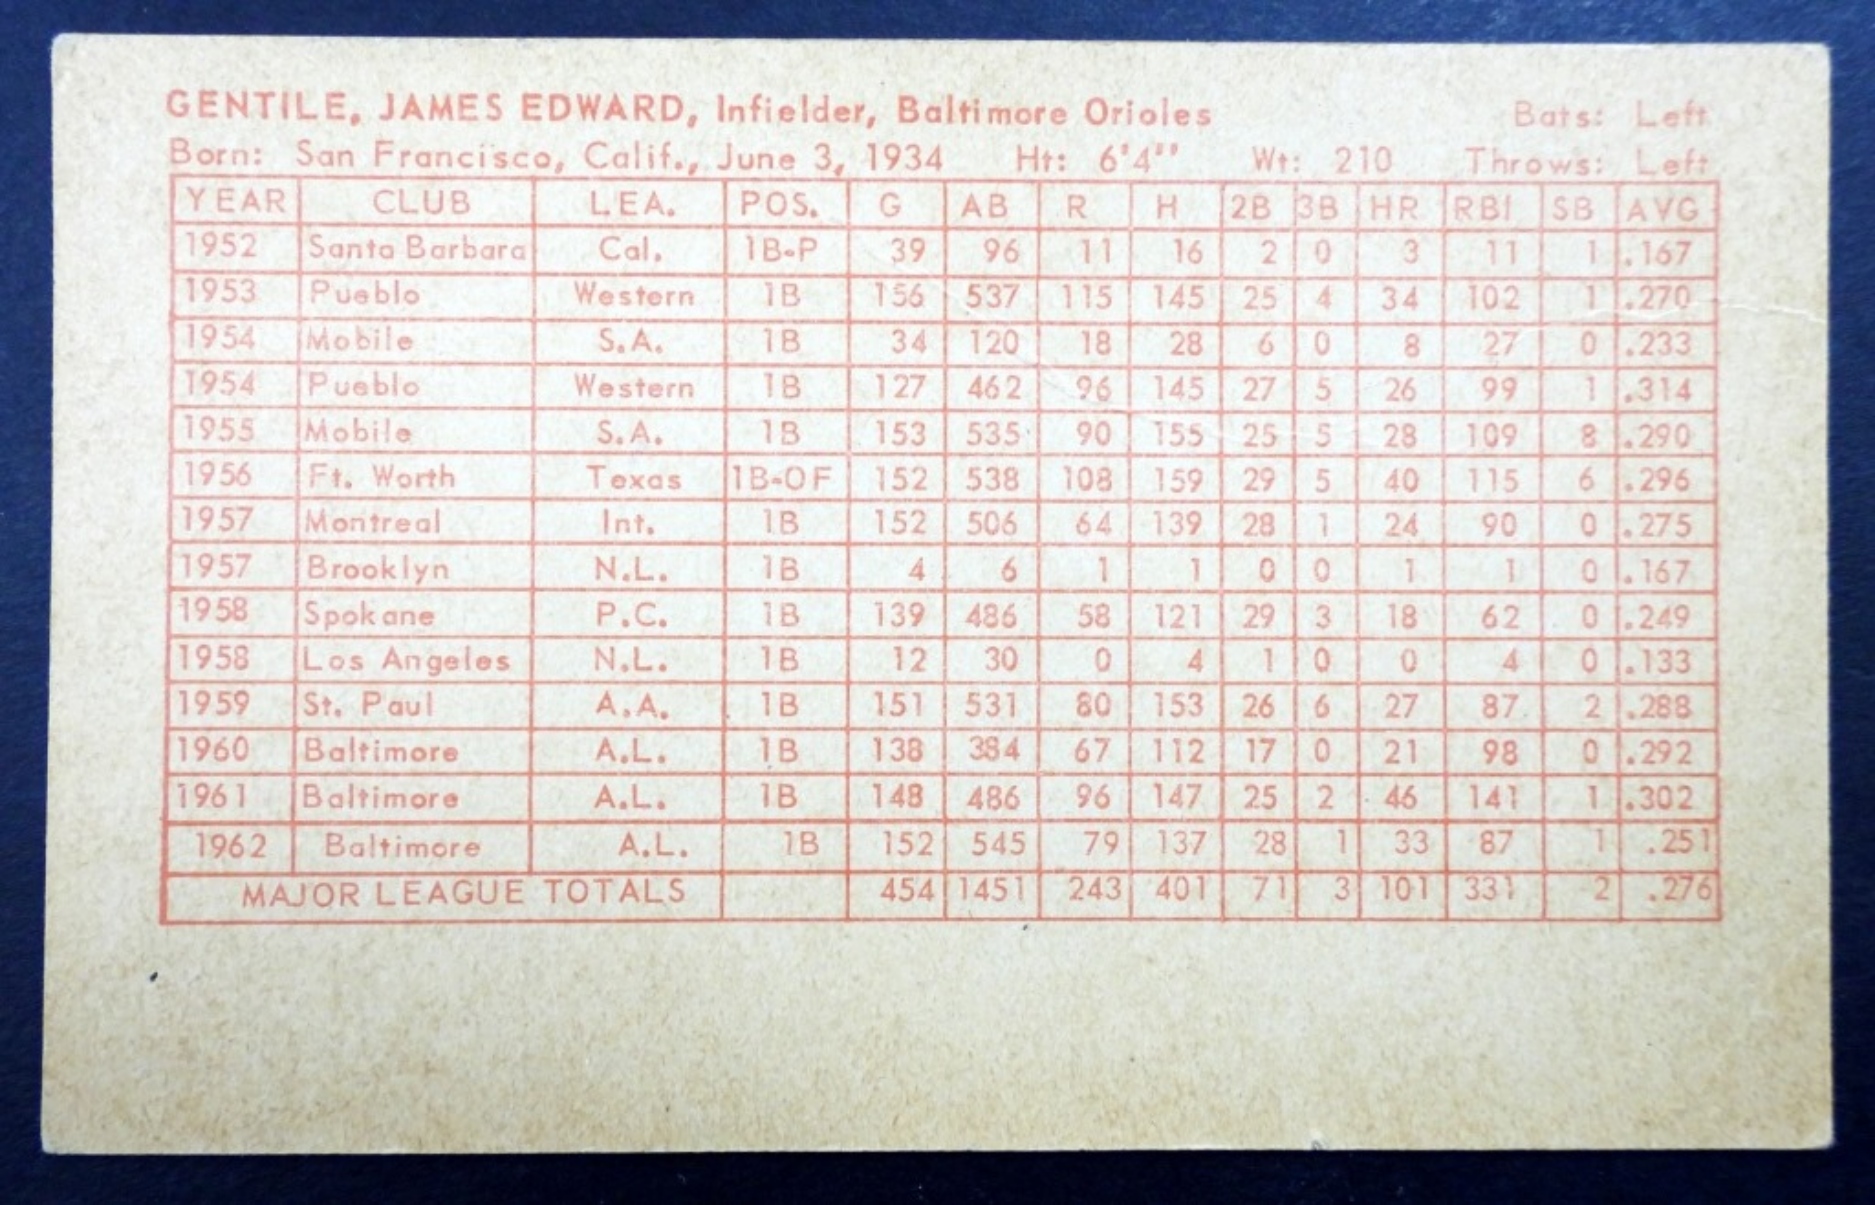 GENTILE, JAMES EDWARD, Infielder, Baltimore Orioles Bats: Left
Born: San Francisco, Calif., June 3, 1934 Ht: 6'4'' Wt: 210 Throws: Left
YEAR CLUB LEA. POS. G AB R H 2B 3B HR RBI SB AVG
1952 Santa Barbara Cal. 1B-P 39 96 11 16 2 0 3 11 1 .167
1953 Pueblo Western 1B 156 537 115 145 25 4 34 102 1 .270
1954 Mobile S.A. 1B 34 120 18 28 6 0 8 27 0 .233
1954 Pueblo Western 1B 127 462 96 145 27 5 26 99 1 .314
1955 Mobile S.A. 1B 153 535 90 155 25 5 28 109 8 .290
1956 Ft. Worth Texas 1B-OF 152 538 108 159 29 5 40 115 6 .296
1957 Montreal Int. 1B 152 506 64 139 28 1 24 90 0 .275
1957 Brooklyn N.L. 1B 4 6 1 1 0 0 1 1 0 .167
1958 Spokane P.C. 1B 139 486 58 121 29 3 18 62 0 .249
1958 Los Angeles N.L. 1B 12 30 0 4 1 0 0 4 0 .133
1959 St. Paul A.A. 1B 151 531 80 153 26 6 27 87 2 .288
1960 Baltimore A.L. 1B 138 384 67 112 17 0 21 98 0 .292
1961 Baltimore A.L. 1B 148 486 96 147 25 2 46 141 1 .302
1962 Baltimore A.L. 1B 152 545 79 137 28 1 33 87 1 .251
MAJOR LEAGUE TOTALS 454 1451 243 401 71 3 101 331 2 .276